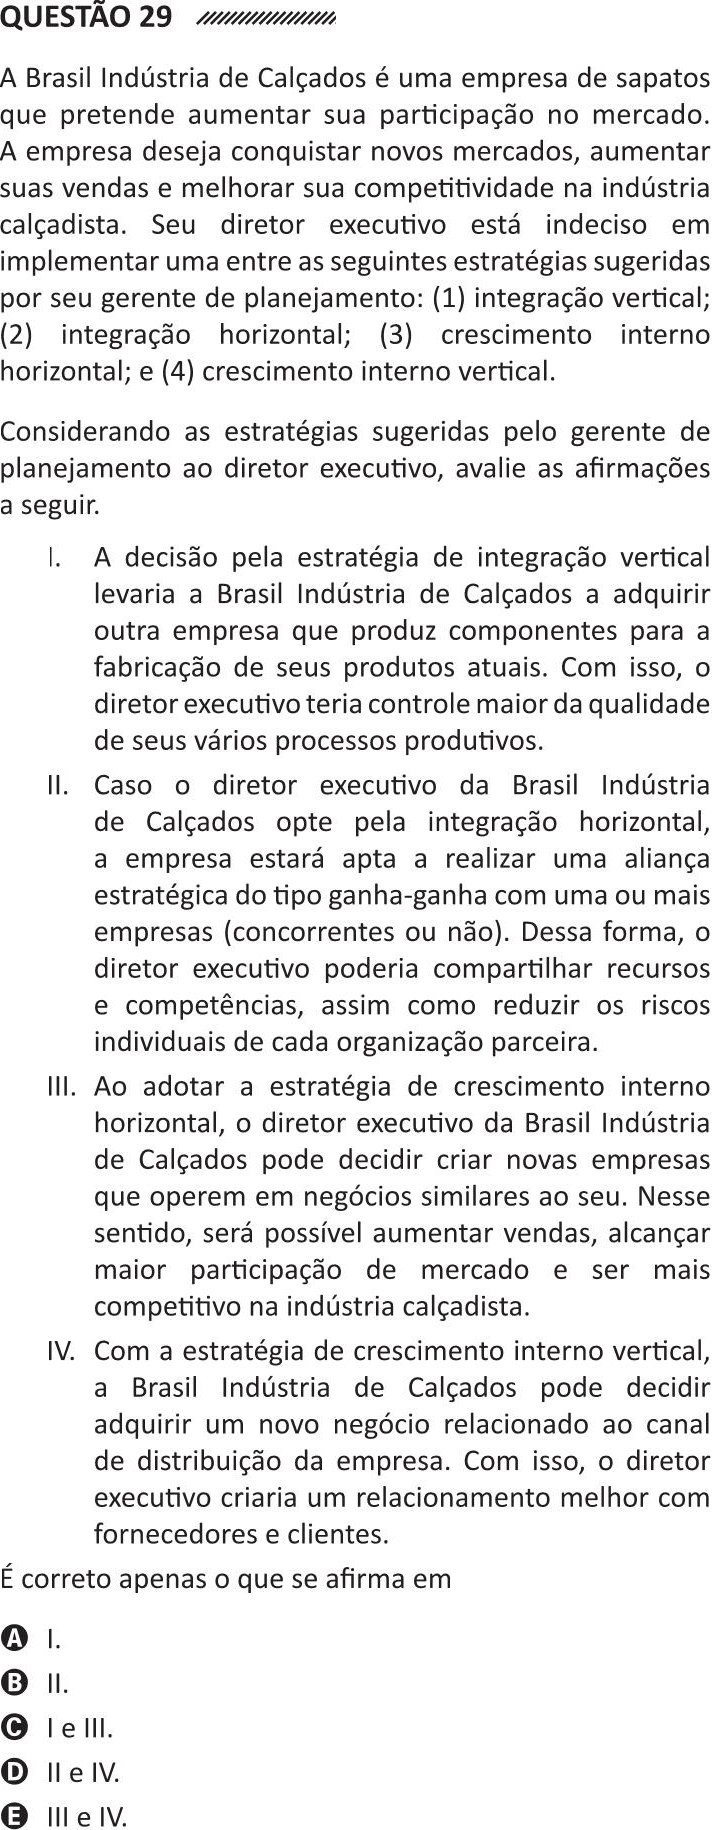 QUESTÃO 29
A Brasil Indústria de Calçados é uma empresa de sapatos
que pretende aumentar sua participação no mercado.
A empresa deseja conquistar novos mercados, aumentar
suas vendas e melhorar sua competitividade na indústria
calçadista. Seu diretor executivo está indeciso em
implementar uma entre as seguintes estratégias sugeridas
por seu gerente de planejamento: (1) integração vertical;
(2) integração horizontal; (3) crescimento interno
horizontal; e (4) crescimento interno vertical.
Considerando as estratégias sugeridas pelo gerente de
planejamento ao diretor executivo, avalie as afirmações
a seguir.
I. A decisão pela estratégia de integração vertical
levaria a Brasil Indústria de Calçados a adquirir
outra empresa que produz componentes para a
fabricação de seus produtos atuais. Com isso, o
diretor executivo teria controle maior da qualidade
de seus vários processos produtivos.
II. Caso o diretor executivo da Brasil Indústria
de Calçados opte pela integração horizontal,
a empresa estará apta a realizar uma aliança
estratégica do tipo ganha-ganha com uma ou mais
empresas (concorrentes ou não). Dessa forma, o
diretor executivo poderia compartilhar recursos
e competências, assim como reduzir os riscos
individuais de cada organização parceira.
III. Ao adotar a estratégia de crescimento interno
horizontal, o diretor executivo da Brasil Indústria
de Calçados pode decidir criar novas empresas
que operem em negócios similares ao seu. Nesse
sentido, será possível aumentar vendas, alcançar
maior participação de mercado e ser mais
competitivo na indústria calçadista.
IV. Com a estratégia de crescimento interno vertical,
a Brasil Indústria de Calçados pode decidir
adquirir um novo negócio relacionado ao canal
de distribuição da empresa. Com isso, o diretor
executivo criaria um relacionamento melhor com
fornecedores e clientes.
É correto apenas o que se afirma em
A I.
B II.
C I e III.
D II e IV.
E III e IV.